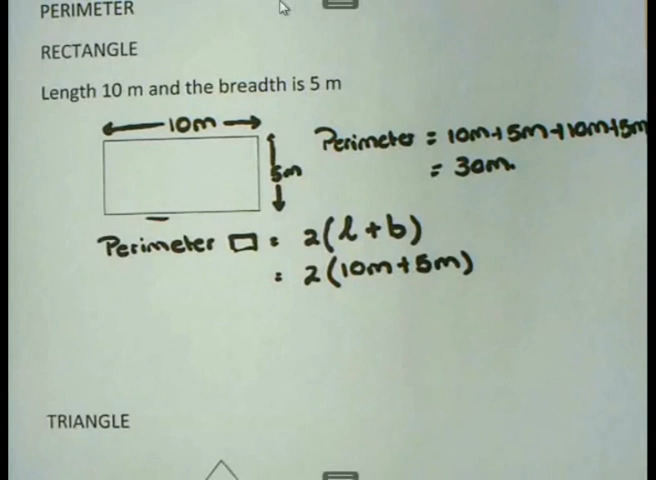 PERIMETER
RECTANGLE
Length 10 m and the breadth is 5 m
10m
5m
Perimeter = 10m+5m+10m+5m
= 30m.
Perimeter ▭ = 2(l+b)
= 2(10m+5m)
TRIANGLE